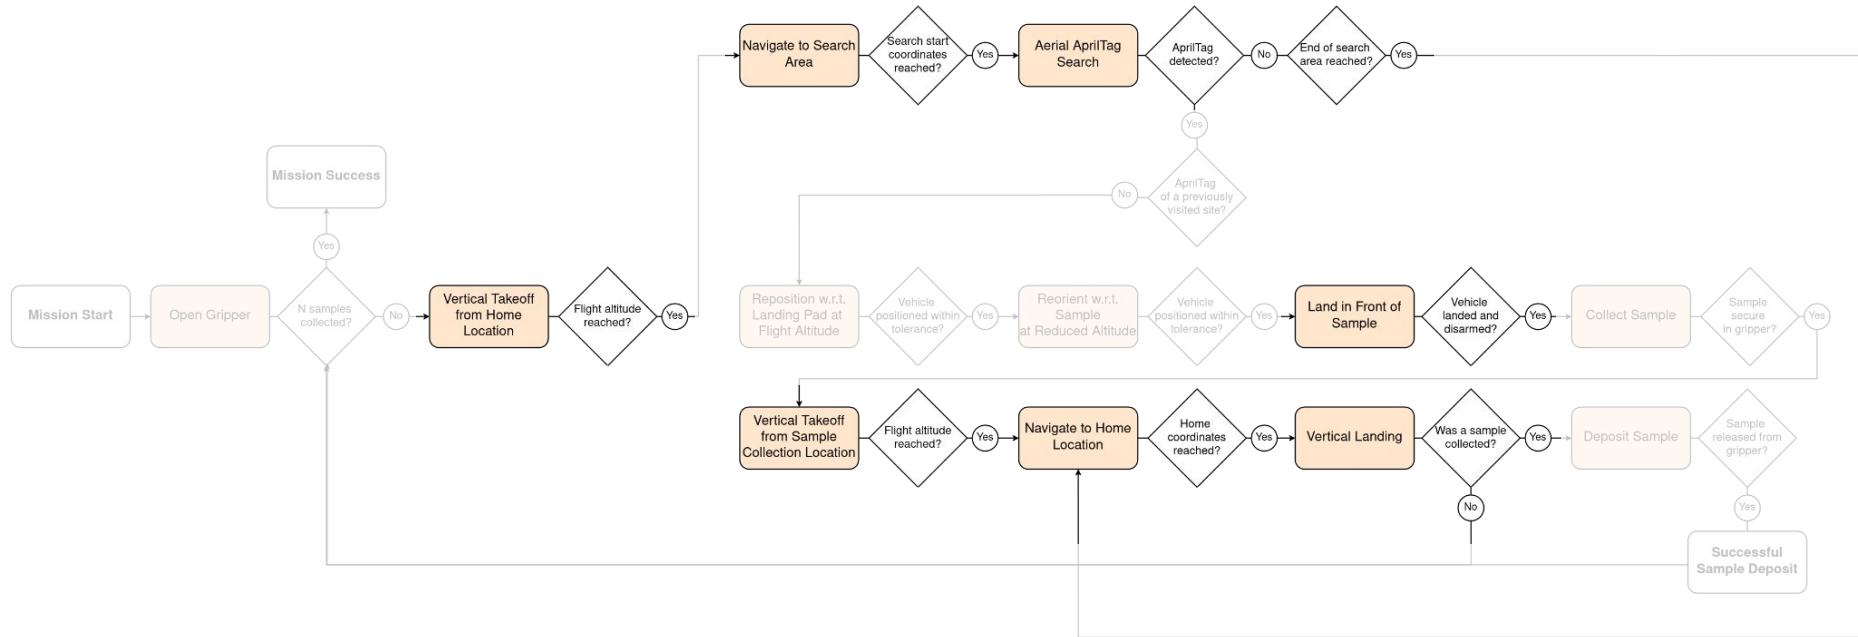 Navigate to Search
Area
Search start
coordinates
reached?
Yes
Aerial AprilTag
Search
AprilTag
detected?
No
End of search
area reached?
Yes
Yes
AprilTag
of a previously
visited site?
No
Mission Success
Yes
Mission Start
Open Gripper
N samples
collected?
No
Vertical Takeoff
from Home
Location
Flight altitude
reached?
Yes
Reposition w.r.t.
Landing Pad at
Flight Altitude
Vehicle
positioned within
tolerance?
Yes
Reorient w.r.t.
Sample
at Reduced Altitude
Vehicle
positioned within
tolerance?
Yes
Land in Front of
Sample
Vehicle
landed and
disarmed?
Yes
Collect Sample
Sample
secure
in gripper?
Yes
Vertical Takeoff
from Sample
Collection Location
Flight altitude
reached?
Yes
Navigate to Home
Location
Home
coordinates
reached?
Yes
Vertical Landing
Was a sample
collected?
Yes
Deposit Sample
Sample
released from
gripper?
No
Yes
Successful
Sample Deposit